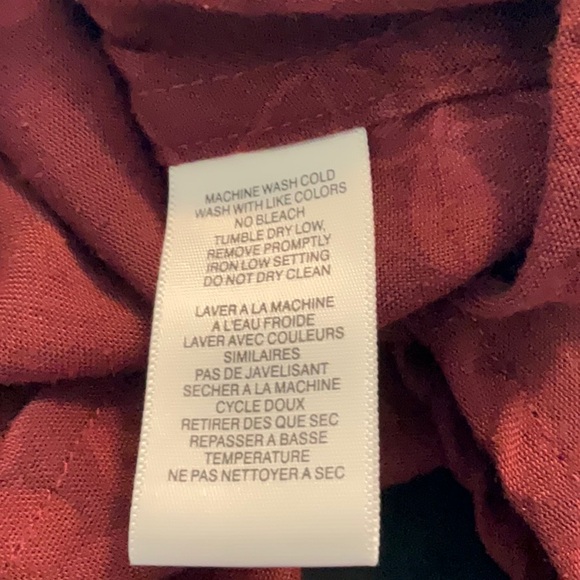 MACHINE WASH COLD
WASH WITH LIKE COLORS
NO BLEACH
TUMBLE DRY LOW,
REMOVE PROMPTLY
IRON LOW SETTING
DO NOT DRY CLEAN
LAVER A LA MACHINE
A L'EAU FROIDE
LAVER AVEC COULEURS
SIMILAIRES
PAS DE JAVELISANT
SECHER A LA MACHINE
CYCLE DOUX
RETIRER DES QUE SEC
REPASSER A BASSE
TEMPERATURE
NE PAS NETTOYER A SEC